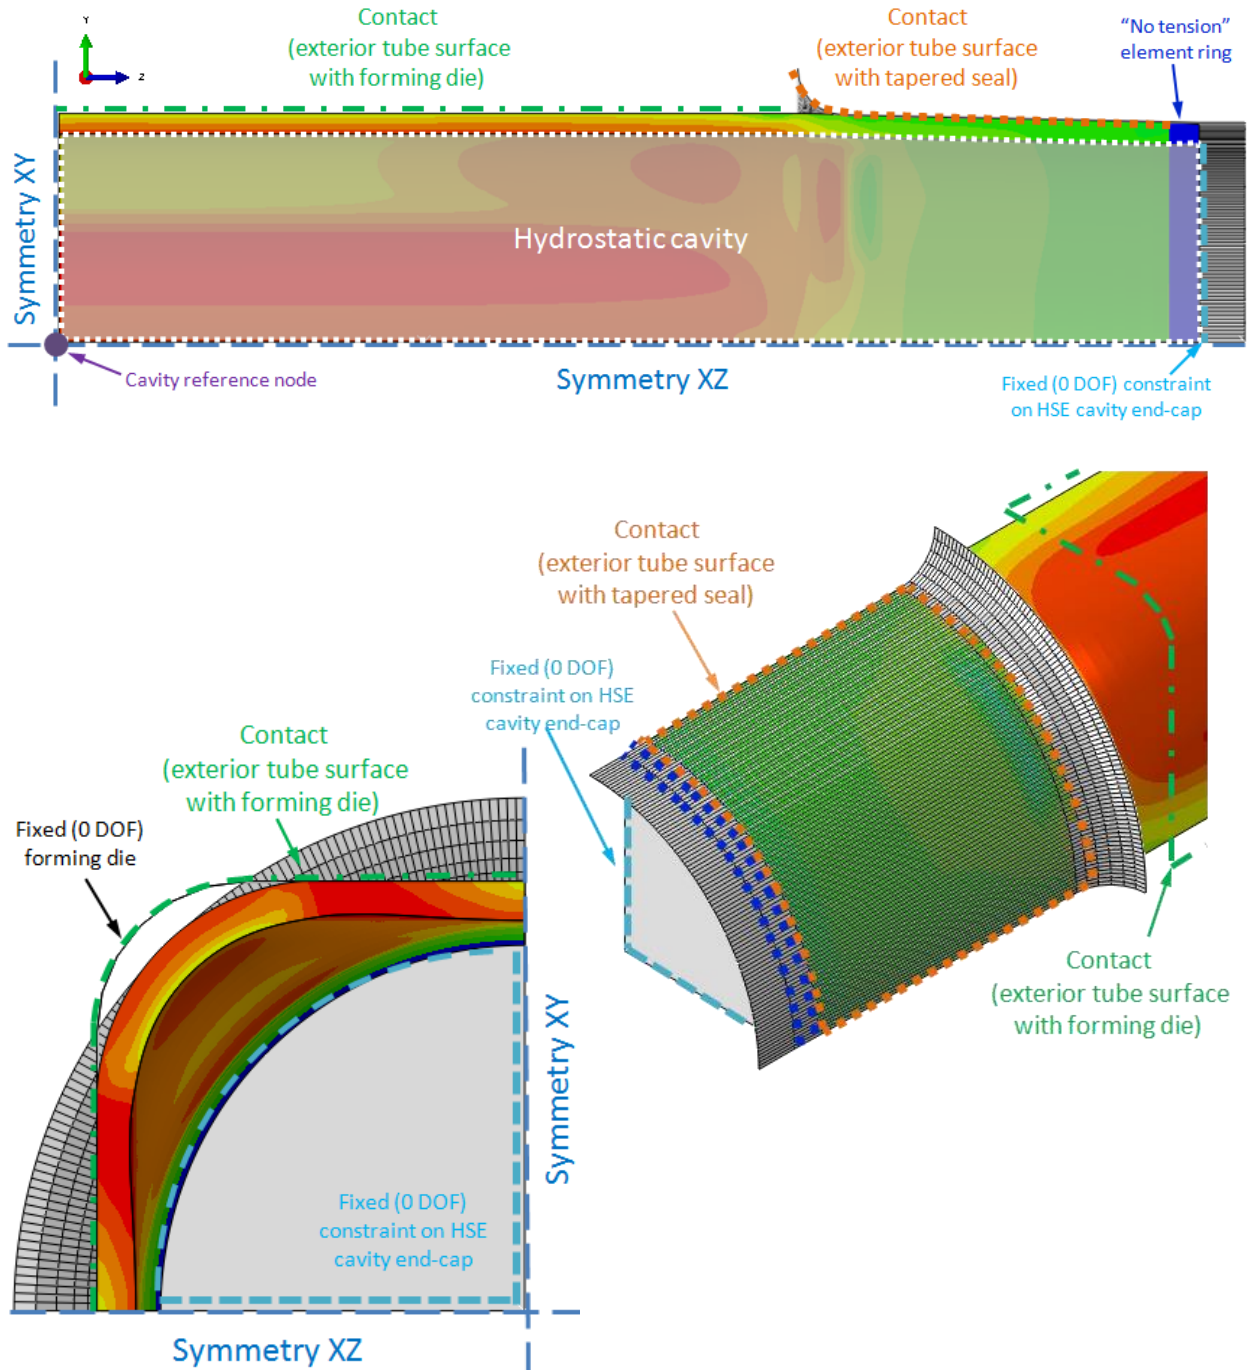 Contact
(exterior tube surface
with forming die)
Contact
(exterior tube surface
with tapered seal)
“No tension”
element ring
Y
Z
Symmetry XY
Hydrostatic cavity
Cavity reference node
Symmetry XZ
Fixed (0 DOF) constraint
on HSE cavity end-cap
Contact
(exterior tube surface
with tapered seal)
Fixed (0 DOF)
constraint on HSE
cavity end-cap
Contact
(exterior tube surface
with forming die)
Fixed (0 DOF)
forming die
Contact
(exterior tube surface
with forming die)
Symmetry XY
Fixed (0 DOF)
constraint on HSE
cavity end-cap
Symmetry XZ